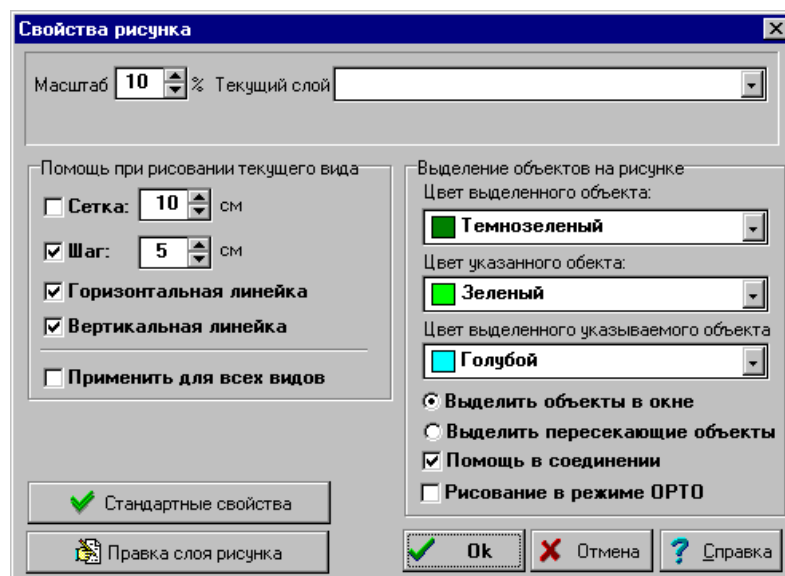 Свойства рисунка
Масштаб 10 % Текущий слой
Помощь при рисовании текущего вида
Сетка: 10 см
Шаг: 5 см
Горизонтальная линейка
Вертикальная линейка
Применить для всех видов
Стандартные свойства
Правка слоя рисунка
Выделение объектов на рисунке
Цвет выделенного объекта:
Темнозеленый
Цвет указанного обекта:
Зеленый
Цвет выделенного указываемого объекта
Голубой
Выделить объекты в окне
Выделить пересекающие объекты
Помощь в соединении
Рисование в режиме ОРТО
Ok Отмена Справка